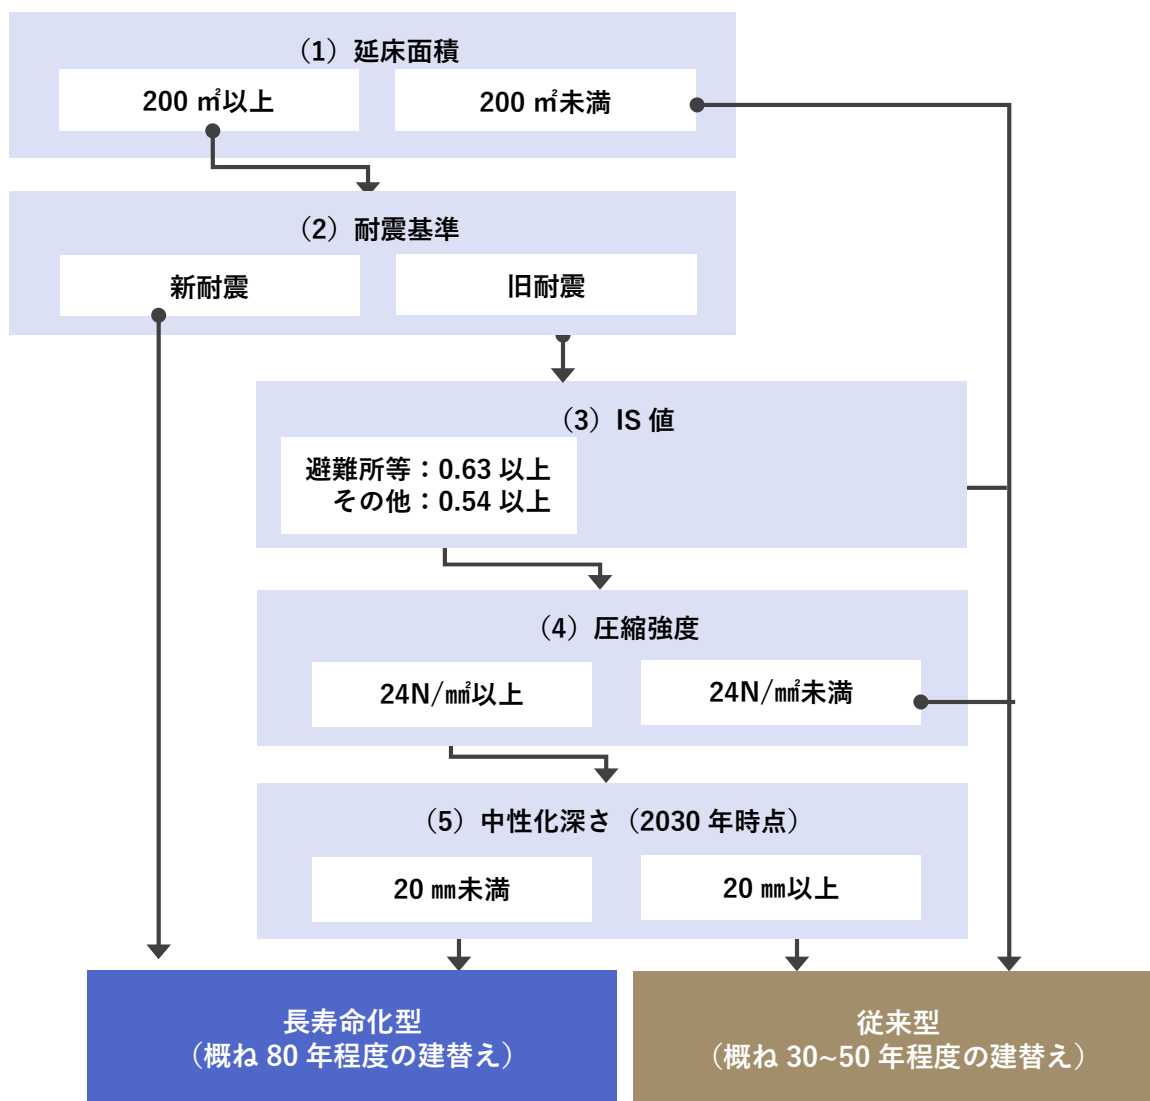 （1）延床面積
200 ㎡以上
200 ㎡未満
（2）耐震基準
新耐震
旧耐震
（3）IS 値
避難所等：0.63 以上
その他：0.54 以上
（4）圧縮強度
24N/㎟以上
24N/㎟未満
（5）中性化深さ（2030 年時点）
20 ㎜未満
20 ㎜以上
長寿命化型
（概ね 80 年程度の建替え）
従来型
（概ね 30~50 年程度の建替え）